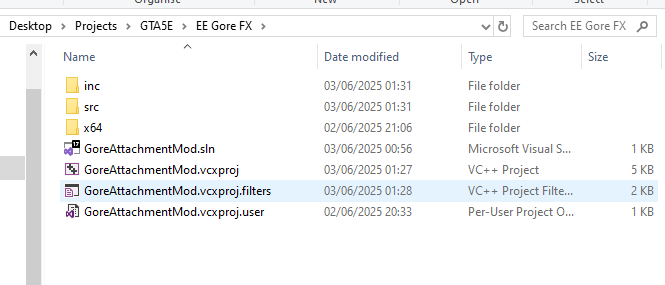 Organise New Open Select
Desktop > Projects > GTA5E > EE Gore FX > Search EE Gore FX
Name Date modified Type Size
inc 03/06/2025 01:31 File folder
src 03/06/2025 01:31 File folder
x64 02/06/2025 21:06 File folder
GoreAttachmentMod.sln 03/06/2025 00:56 Microsoft Visual S... 1 KB
GoreAttachmentMod.vcxproj 03/06/2025 01:27 VC++ Project 5 KB
GoreAttachmentMod.vcxproj.filters 03/06/2025 01:28 VC++ Project Filte... 2 KB
GoreAttachmentMod.vcxproj.user 02/06/2025 20:33 Per-User Project O... 1 KB